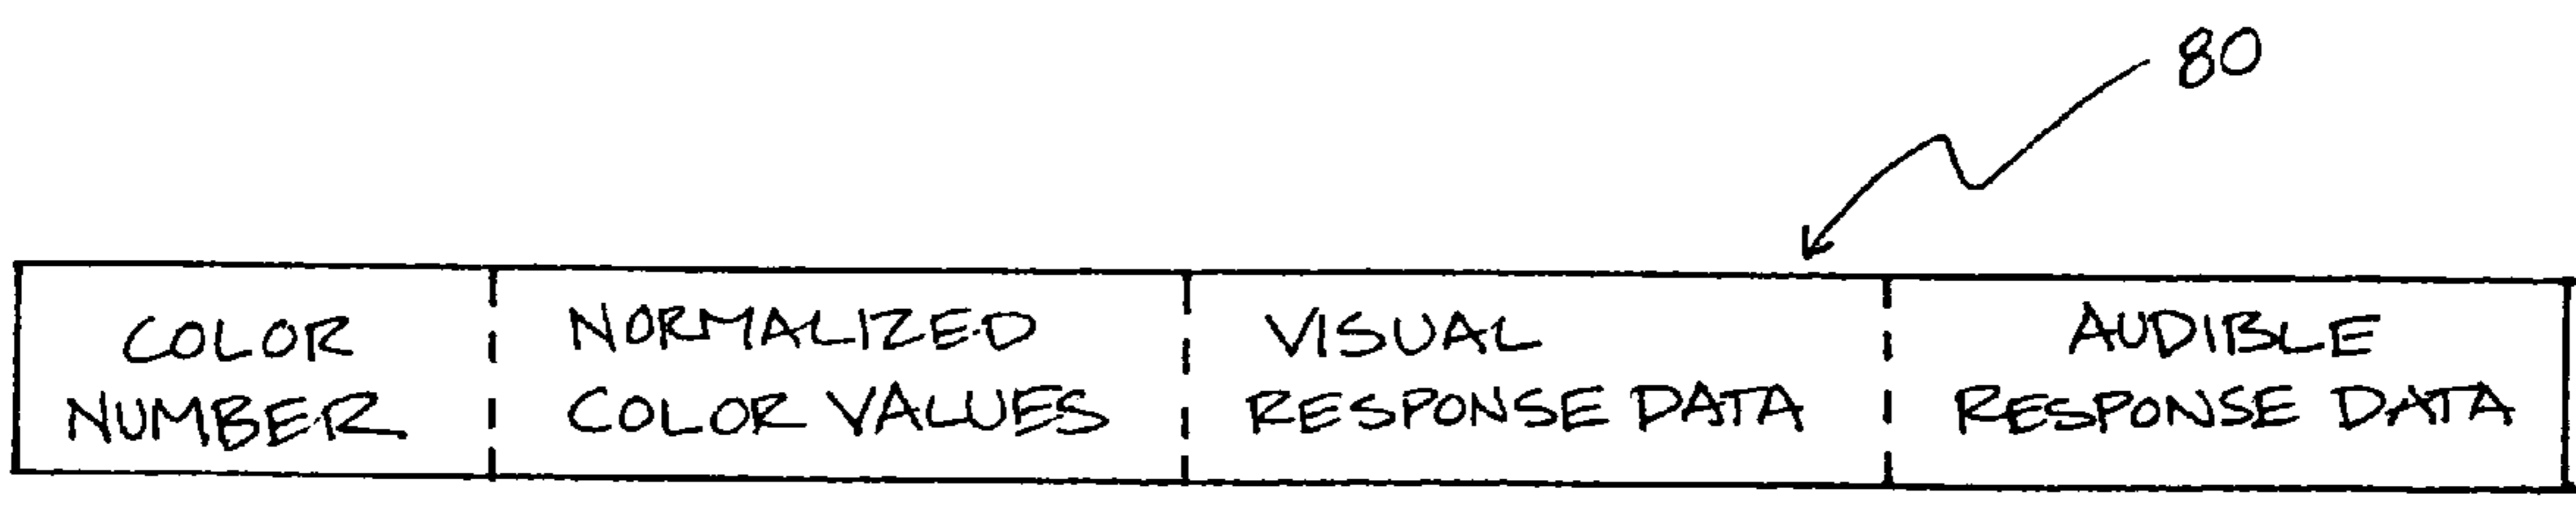 80
COLOR
NUMBER
NORMALIZED
COLOR VALUES
VISUAL
RESPONSE DATA
AUDIBLE
RESPONSE DATA